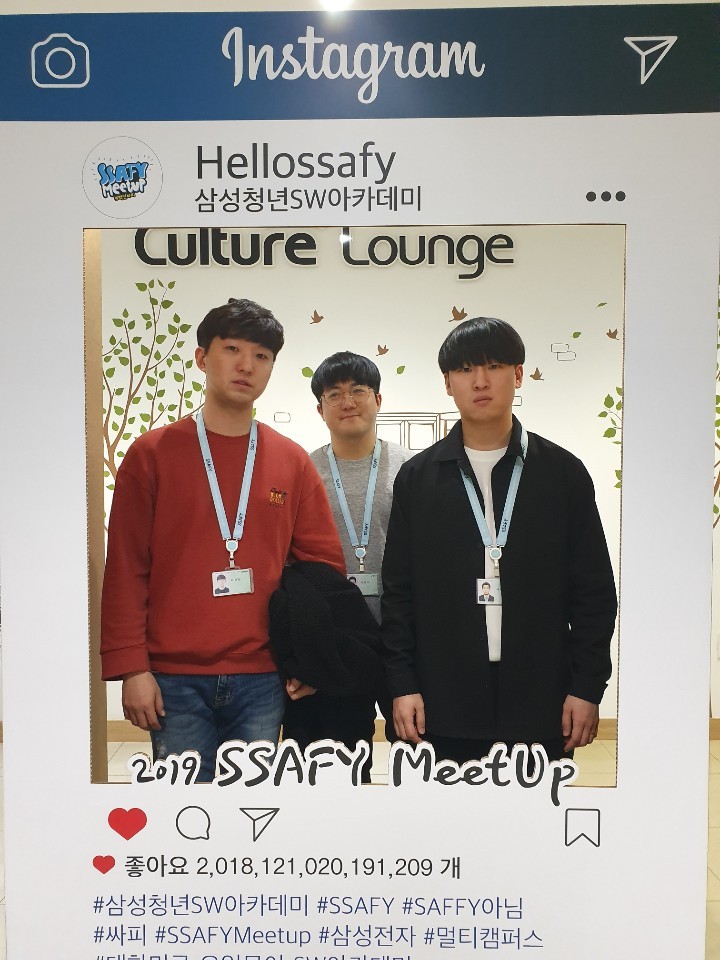 Instagram
SSAFY
MeetUp
Hellossafy
삼성청년SW아카데미
Culture Lounge
SSAFY
SSAFY
SSAFY
2019 SSAFY MeetUp
좋아요 2,018,121,020,191,209 개
#삼성청년SW아카데미 #SSAFY #SAFFY아님
#싸피 #SSAFYMeetup #삼성전자 #멀티캠퍼스